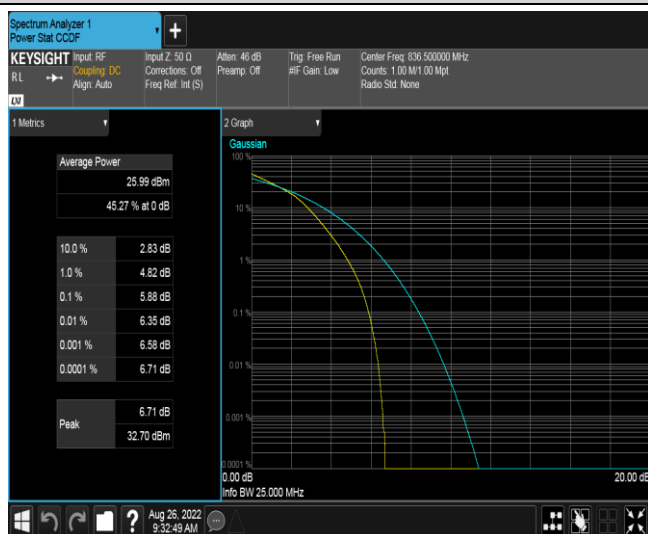 Spectrum Analyzer 1
Power Stat CCDF
+
KEYSIGHT
RL
LXI
Input: RF
Coupling: DC
Align: Auto
Input Z: 50 Ω
Corrections: Off
Freq Ref: Int (S)
Atten: 46 dB
Preamp: Off
Trig: Free Run
#IF Gain: Low
Center Freq: 836.500000 MHz
Counts: 1.00 M/1.00 Mpt
Radio Std: None
1 Metrics
Average Power
25.99 dBm
45.27 % at 0 dB
10.0 % 2.83 dB
1.0 % 4.82 dB
0.1 % 5.88 dB
0.01 % 6.35 dB
0.001 % 6.58 dB
0.0001 % 6.71 dB
Peak
6.71 dB
32.70 dBm
2 Graph
Gaussian
100 %
10 %
1 %
0.1 %
0.01 %
0.001 %
0.0001 %
0.00 dB 20.00 dB
Info BW 25.000 MHz
?
Aug 26, 2022
9:32:49 AM